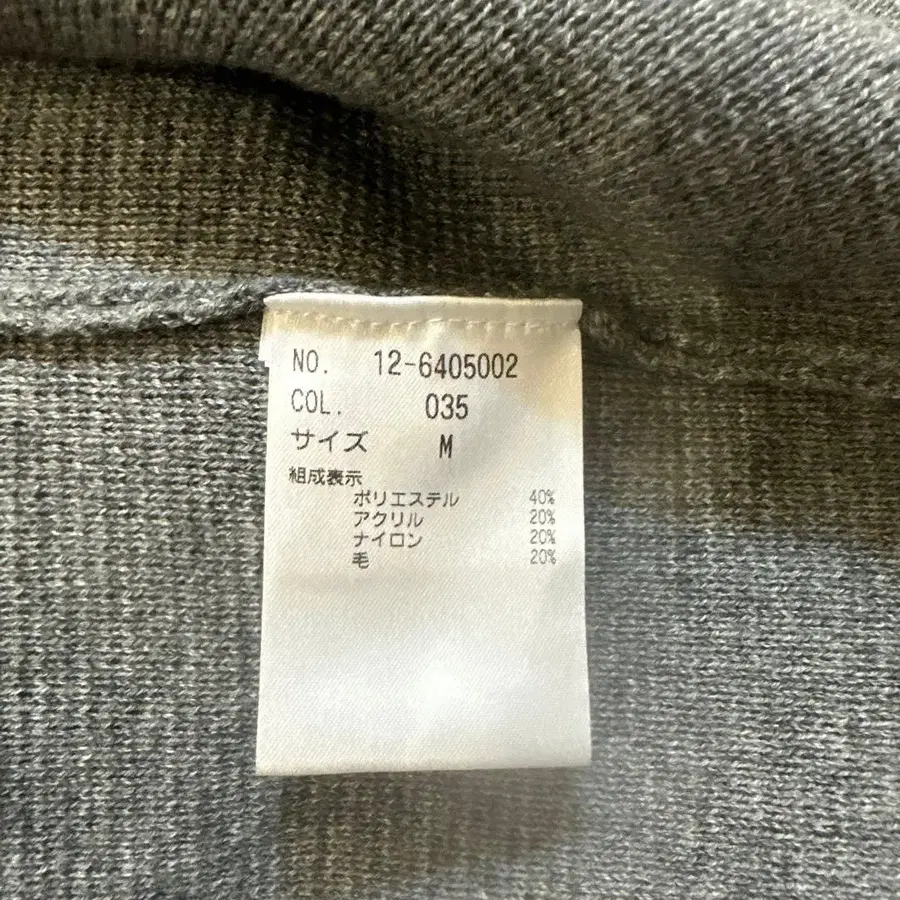 NO. 12-6405002
COL. 035
サイズ M
組成表示
ポリエステル 40%
アクリル 20%
ナイロン 20%
毛 20%